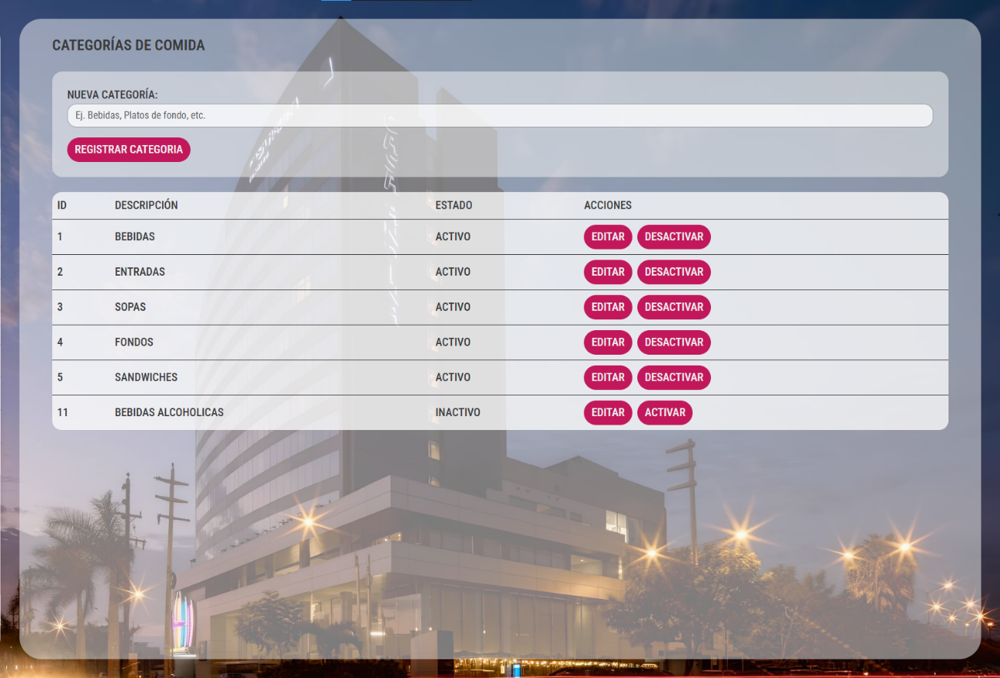 CATEGORÍAS DE COMIDA
NUEVA CATEGORÍA:
Ej. Bebidas, Platos de fondo, etc.
REGISTRAR CATEGORIA
ID DESCRIPCIÓN ESTADO ACCIONES
1 BEBIDAS ACTIVO EDITAR DESACTIVAR
2 ENTRADAS ACTIVO EDITAR DESACTIVAR
3 SOPAS ACTIVO EDITAR DESACTIVAR
4 FONDOS ACTIVO EDITAR DESACTIVAR
5 SANDWICHES ACTIVO EDITAR DESACTIVAR
11 BEBIDAS ALCOHOLICAS INACTIVO EDITAR ACTIVAR